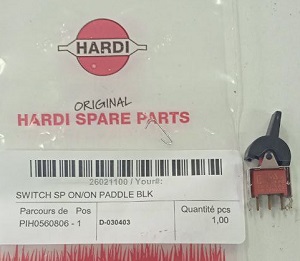 HARDI
ORIGINAL
HARDI SPARE PARTS
26021100 / Your#:
SWITCH SP ON/ON PADDLE BLK
Parcours de Pos
PIH0560806 - 1
D-030403
Quantité pcs
1,00